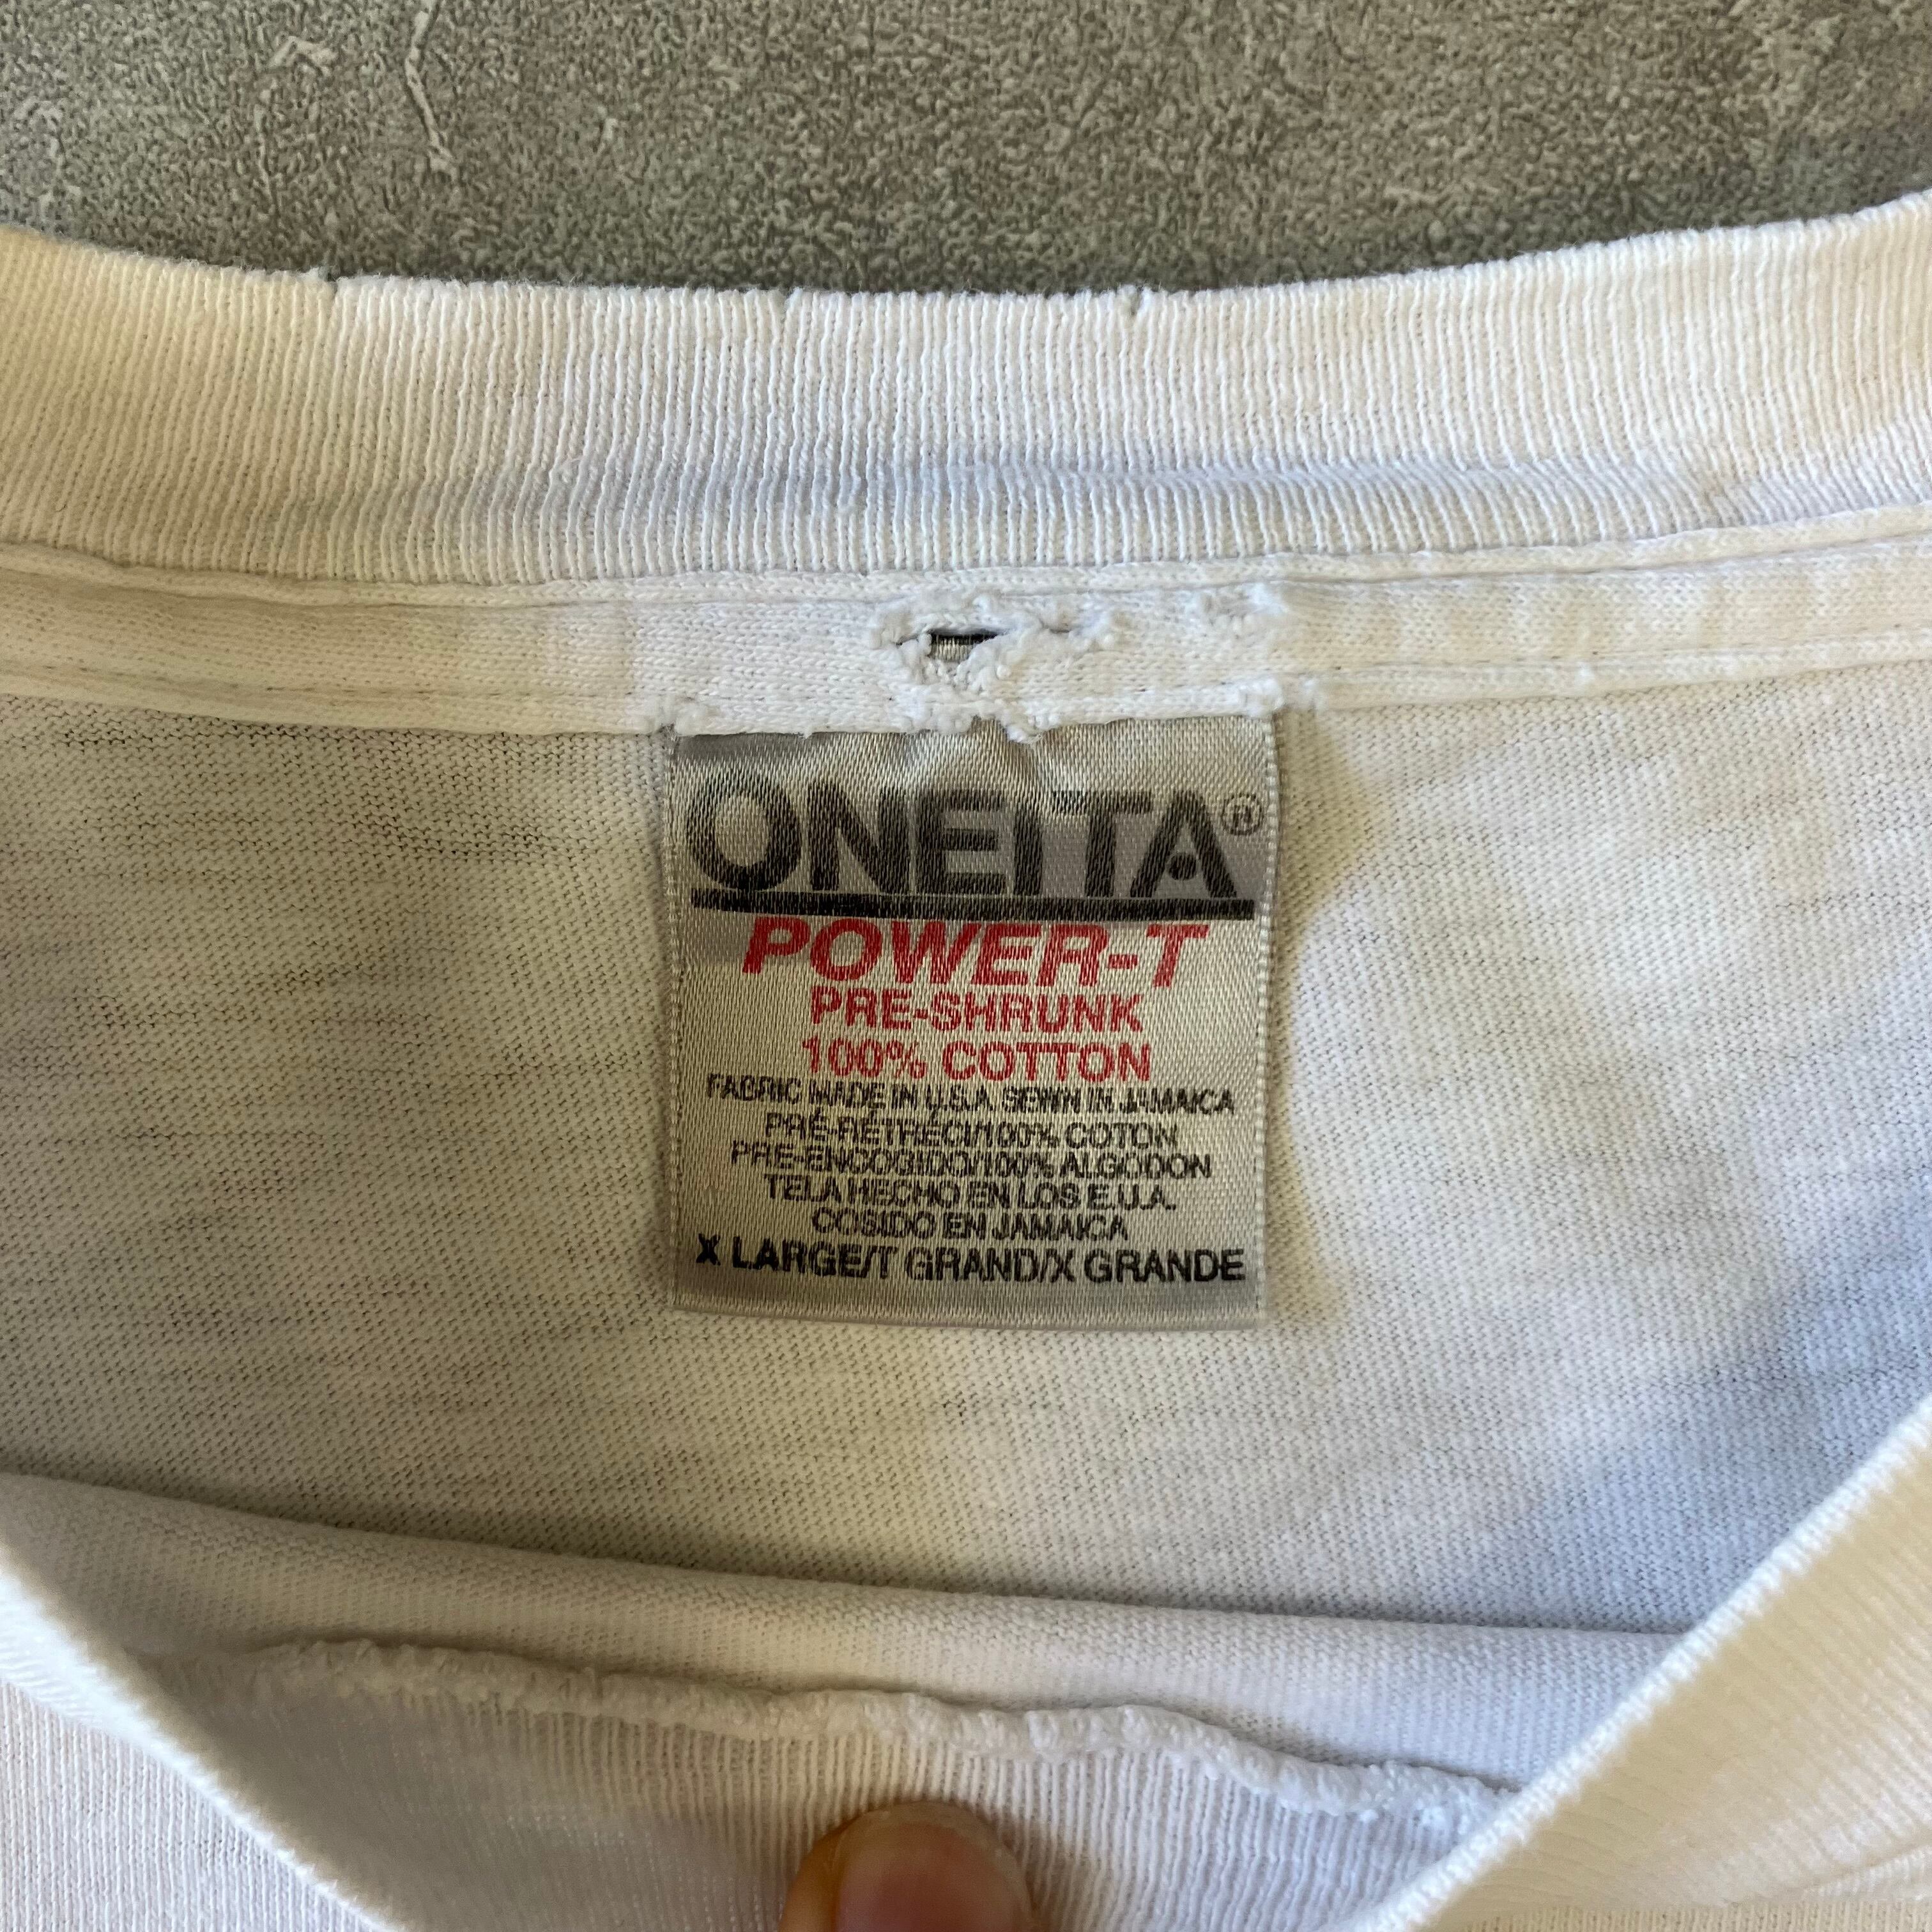 ONEITA®
POWER-T
PRE-SHRUNK
100% COTTON
FABRIC MADE IN U.S.A. SEWN IN JAMAICA
PRÉ-RÉTRÉCI/100% COTON
PRE-ENCOGIDO/100% ALGODON
TELA HECHO EN LOS E.U.A.
COSIDO EN JAMAICA
X LARGE/T GRAND/X GRANDE